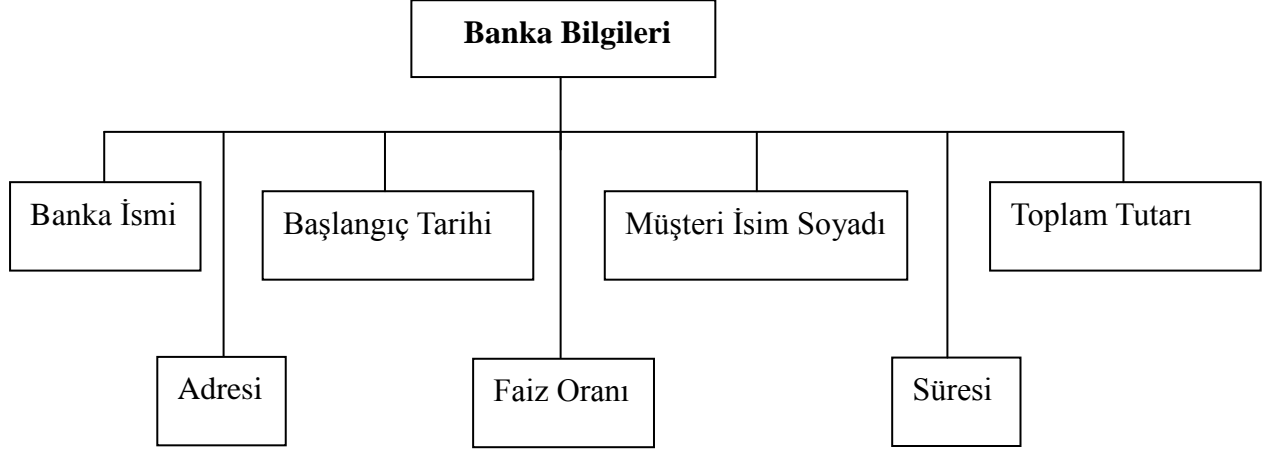 Banka Bilgileri
Banka İsmi
Başlangıç Tarihi
Müşteri İsim Soyadı
Toplam Tutarı
Adresi
Faiz Oranı
Süresi